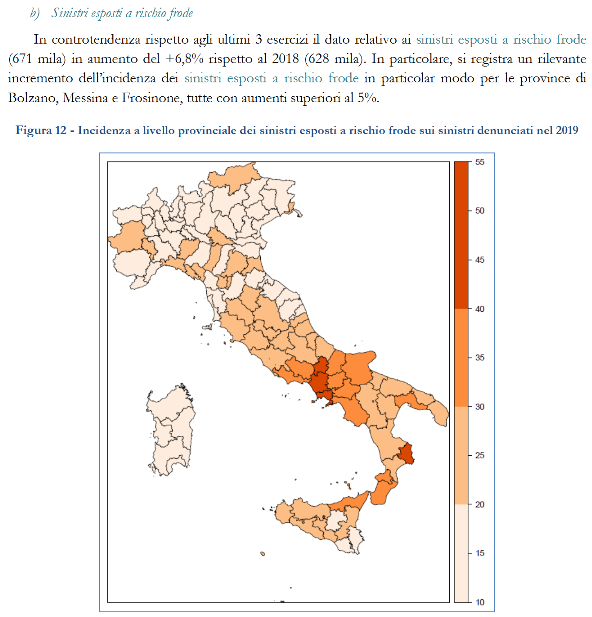 b) Sinistri esposti a rischio frode
In controtendenza rispetto agli ultimi 3 esercizi il dato relativo ai sinistri esposti a rischio frode
(671 mila) in aumento del +6,8% rispetto al 2018 (628 mila). In particolare, si registra un rilevante
incremento dell'incidenza dei sinistri esposti a rischio frode in particolar modo per le province di
Bolzano, Messina e Frosinone, tutte con aumenti superiori al 5%.
Figura 12 - Incidenza a livello provinciale dei sinistri esposti a rischio frode sui sinistri denunciati nel 2019
55
50
45
40
35
30
25
20
15
10